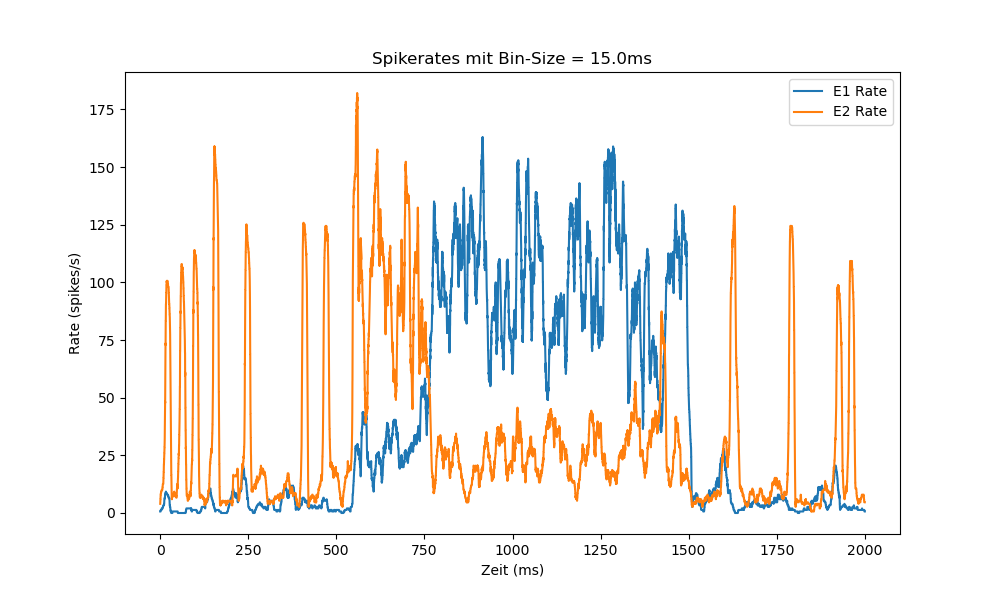 Spikerates mit Bin-Size = 15.0ms
E1 Rate
E2 Rate
175
150
125
100
75
50
25
0
Rate (spikes/s)
0 250 500 750 1000 1250 1500 1750 2000
Zeit (ms)